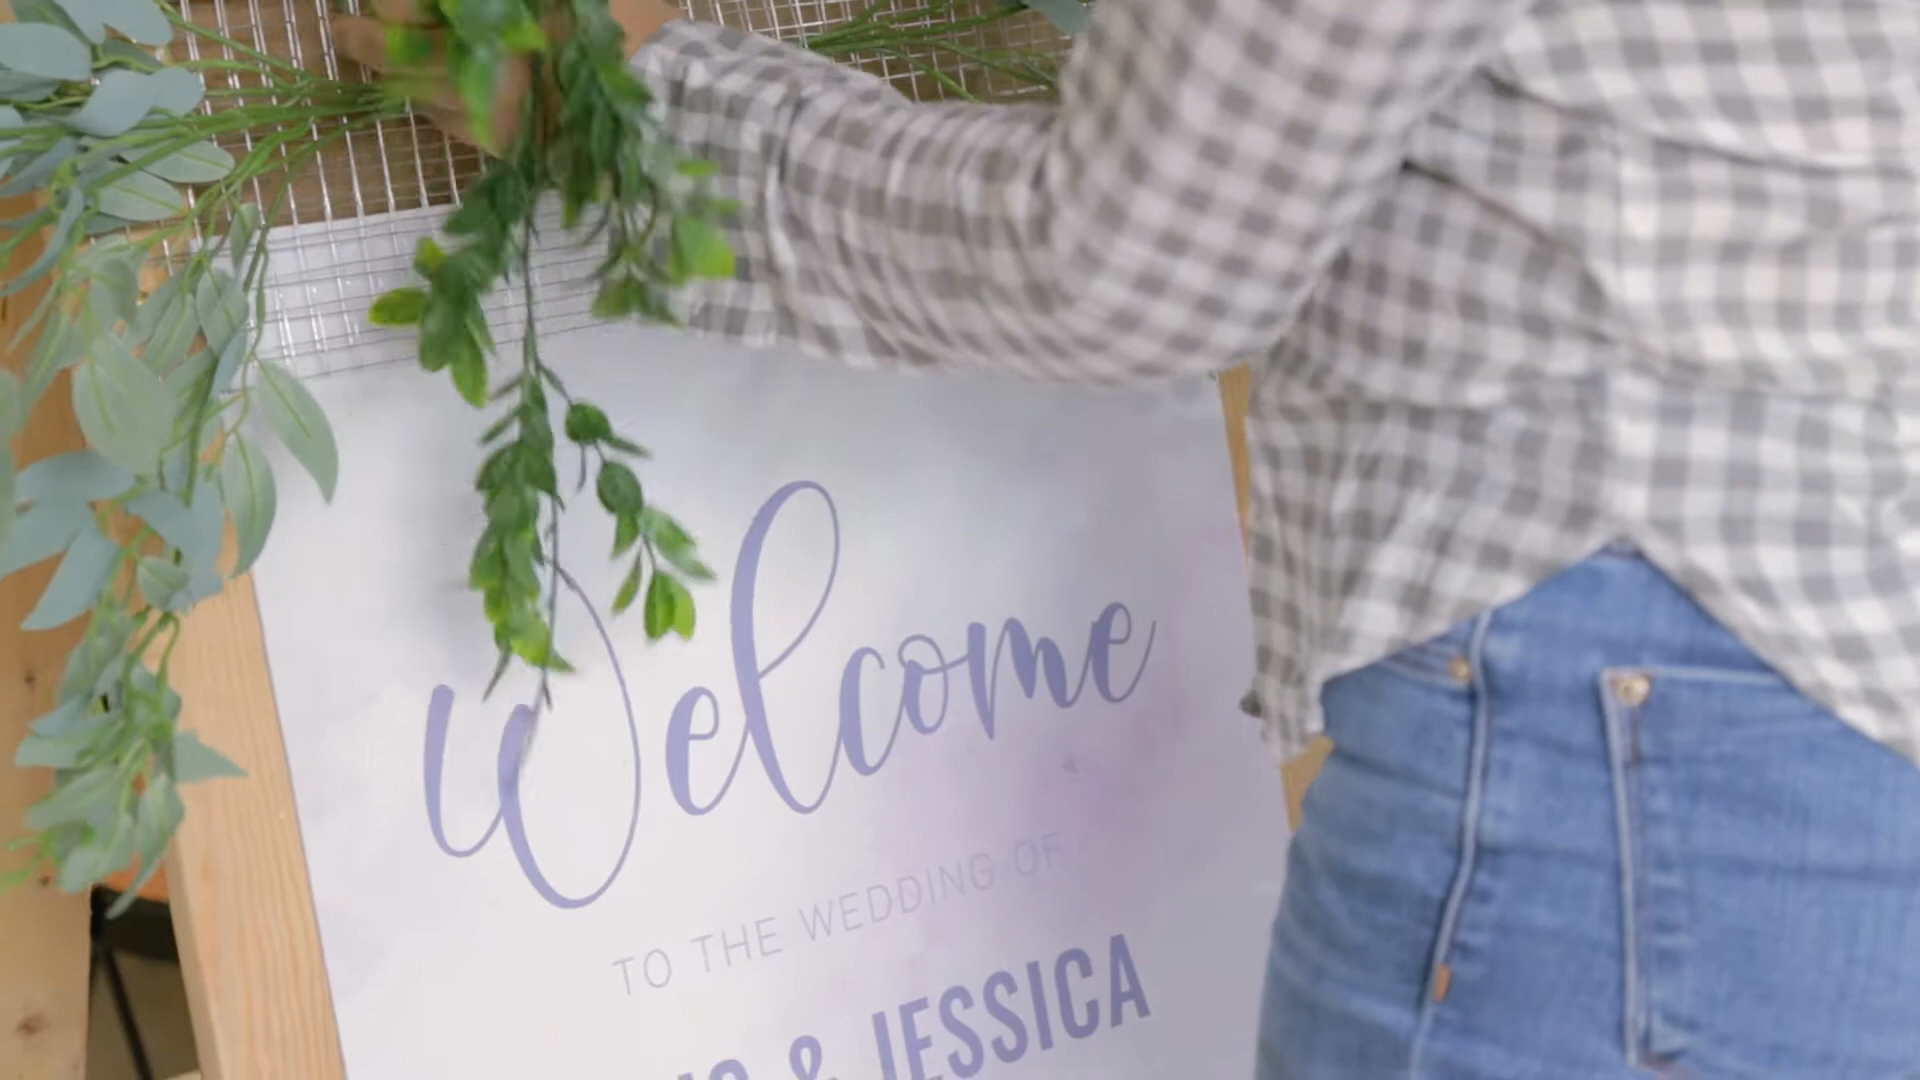 Welcome
TO THE WEDDING OF
& JESSICA